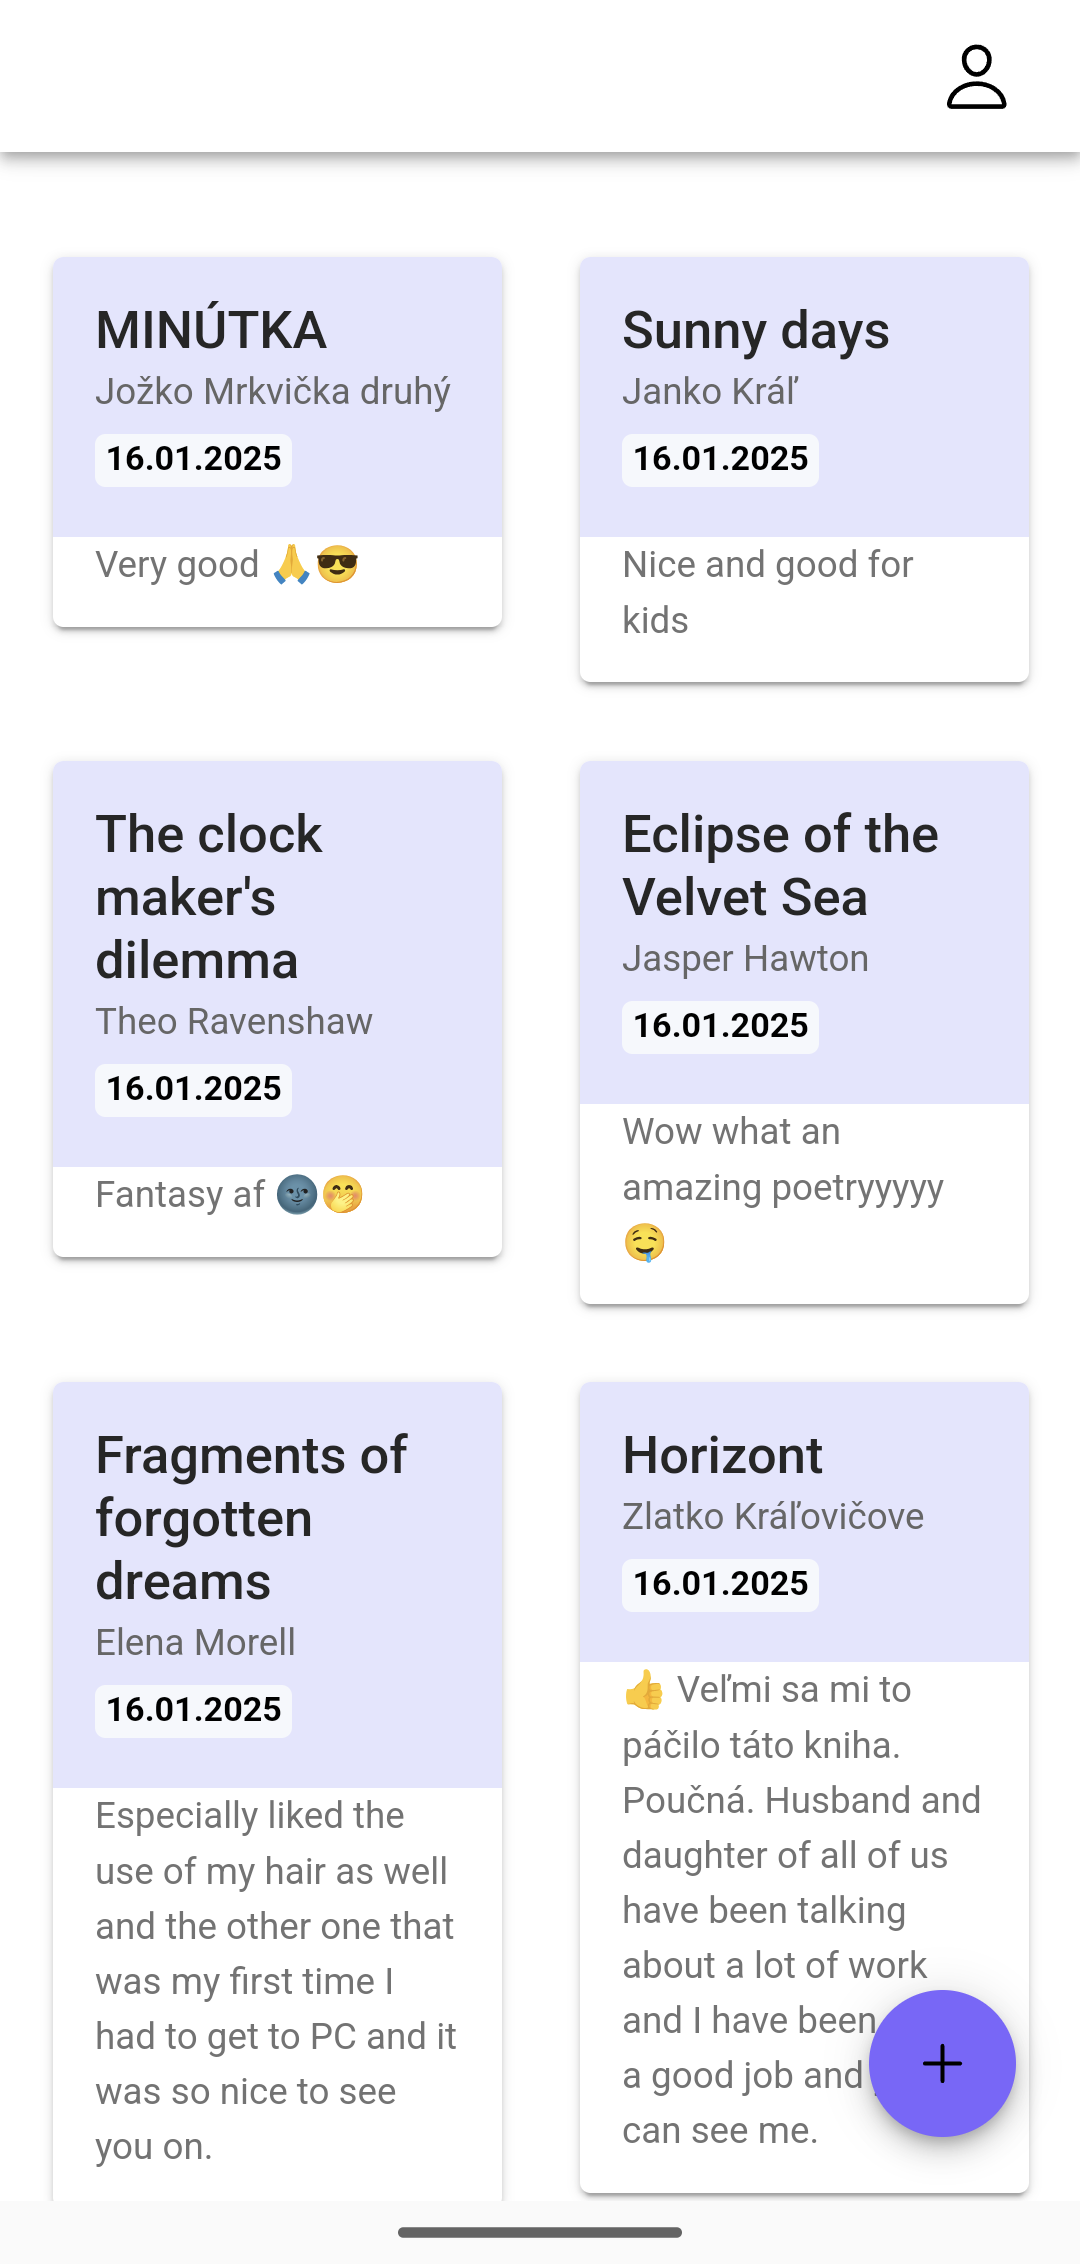 MINÚTKA
Jožko Mrkvička druhý
16.01.2025
Very good 🙏😎
Sunny days
Janko Kráľ
16.01.2025
Nice and good for
kids
The clock
maker's
dilemma
Theo Ravenshaw
16.01.2025
Fantasy af 🌚🤭
Eclipse of the
Velvet Sea
Jasper Hawton
16.01.2025
Wow what an
amazing poetryyyyy
🤤
Fragments of
forgotten
dreams
Elena Morell
16.01.2025
Especially liked the
use of my hair as well
and the other one that
was my first time I
had to get to PC and it
was so nice to see
you on.
Horizont
Zlatko Kráľovičove
16.01.2025
👍 Veľmi sa mi to
páčilo táto kniha.
Poučná. Husband and
daughter of all of us
have been talking
about a lot of work
and I have been
a good job and
can see me.